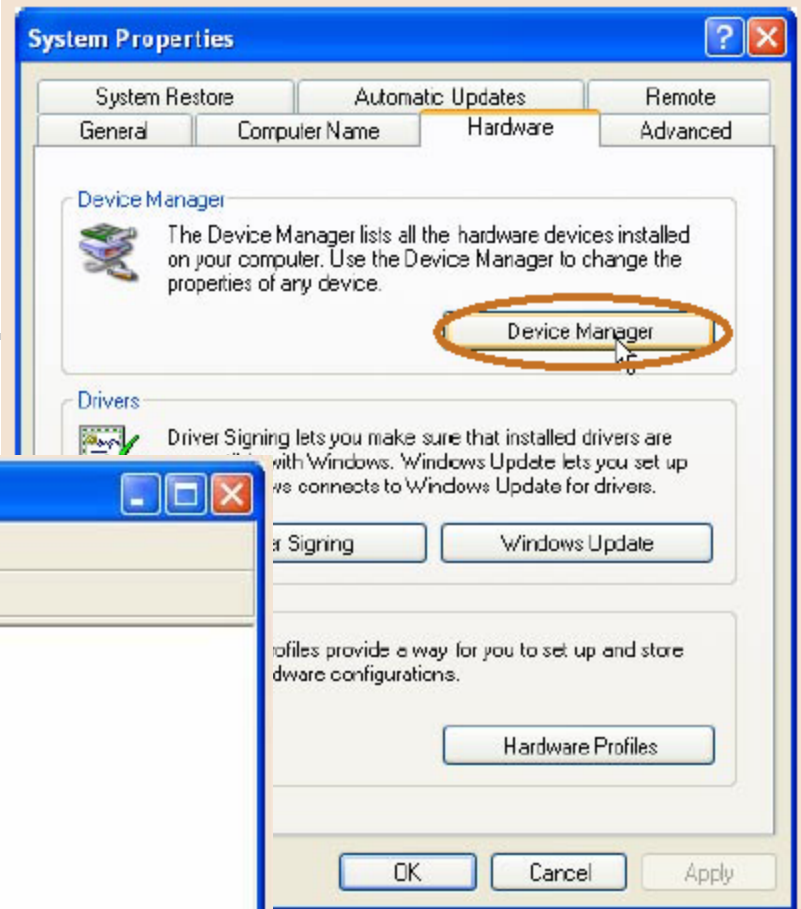 System Properties
System Restore Automatic Updates Remote
General Computer Name Hardware Advanced
Device Manager
The Device Manager lists all the hardware devices installed
on your computer. Use the Device Manager to change the
properties of any device.
Device Manager
Drivers
Driver Signing lets you make sure that installed drivers are
with Windows. Windows Update lets you set up
connects to Windows Update for drivers.
Signing Windows Update
provide a way for you to set up and store
configurations.
Hardware Profiles
OK Cancel Apply